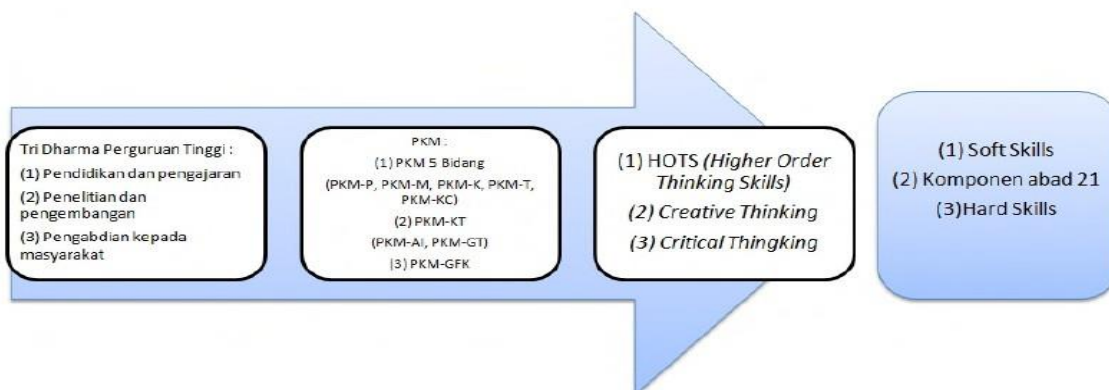 Tri Dharma Perguruan Tinggi :
(1) Pendidikan dan pengajaran
(2) Penelitian dan
pengembangan
(3) Pengabdian kepada
masyarakat
PKM :
(1) PKM 5 Bidang
(PKM-P, PKM-M, PKM-K, PKM-T,
PKM-KC)
(2) PKM-KT
(PKM-AI, PKM-GT)
(3) PKM-GFK
(1) HOTS (Higher Order
Thinking Skills)
(2) Creative Thinking
(3) Critical Thingking
(1) Soft Skills
(2) Komponen abad 21
(3)Hard Skills